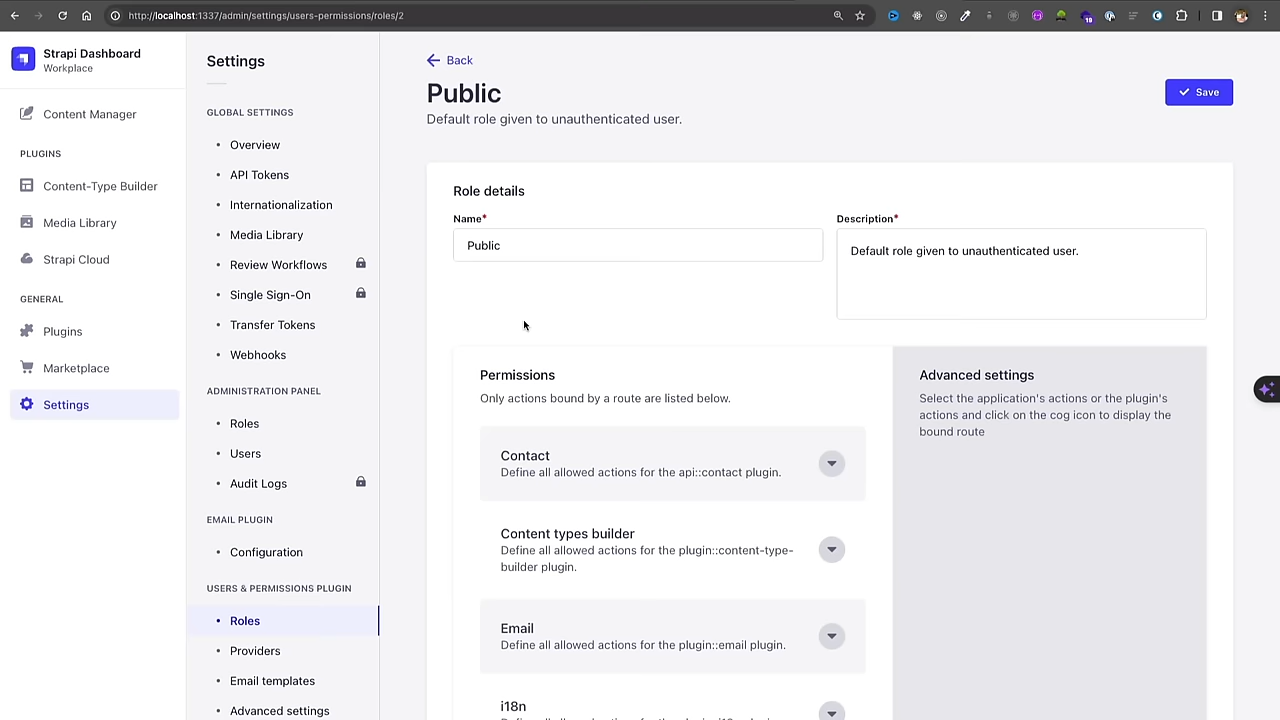 http://localhost:1337/admin/settings/users-permissions/roles/2
10
Strapi Dashboard
Workplace
Content Manager
PLUGINS
Content-Type Builder
Media Library
Strapi Cloud
GENERAL
Plugins
Marketplace
Settings
Settings
GLOBAL SETTINGS
Overview
API Tokens
Internationalization
Media Library
Review Workflows
Single Sign-On
Transfer Tokens
Webhooks
ADMINISTRATION PANEL
Roles
Users
Audit Logs
EMAIL PLUGIN
Configuration
USERS & PERMISSIONS PLUGIN
Roles
Providers
Email templates
Advanced settings
Back
Public
Default role given to unauthenticated user.
Save
Role details
Name*
Public
Description*
Default role given to unauthenticated user.
Permissions
Only actions bound by a route are listed below.
Contact
Define all allowed actions for the api::contact plugin.
Content types builder
Define all allowed actions for the plugin::content-type-
builder plugin.
Email
Define all allowed actions for the plugin::email plugin.
i18n
Advanced settings
Select the application's actions or the plugin's
actions and click on the cog icon to display the
bound route